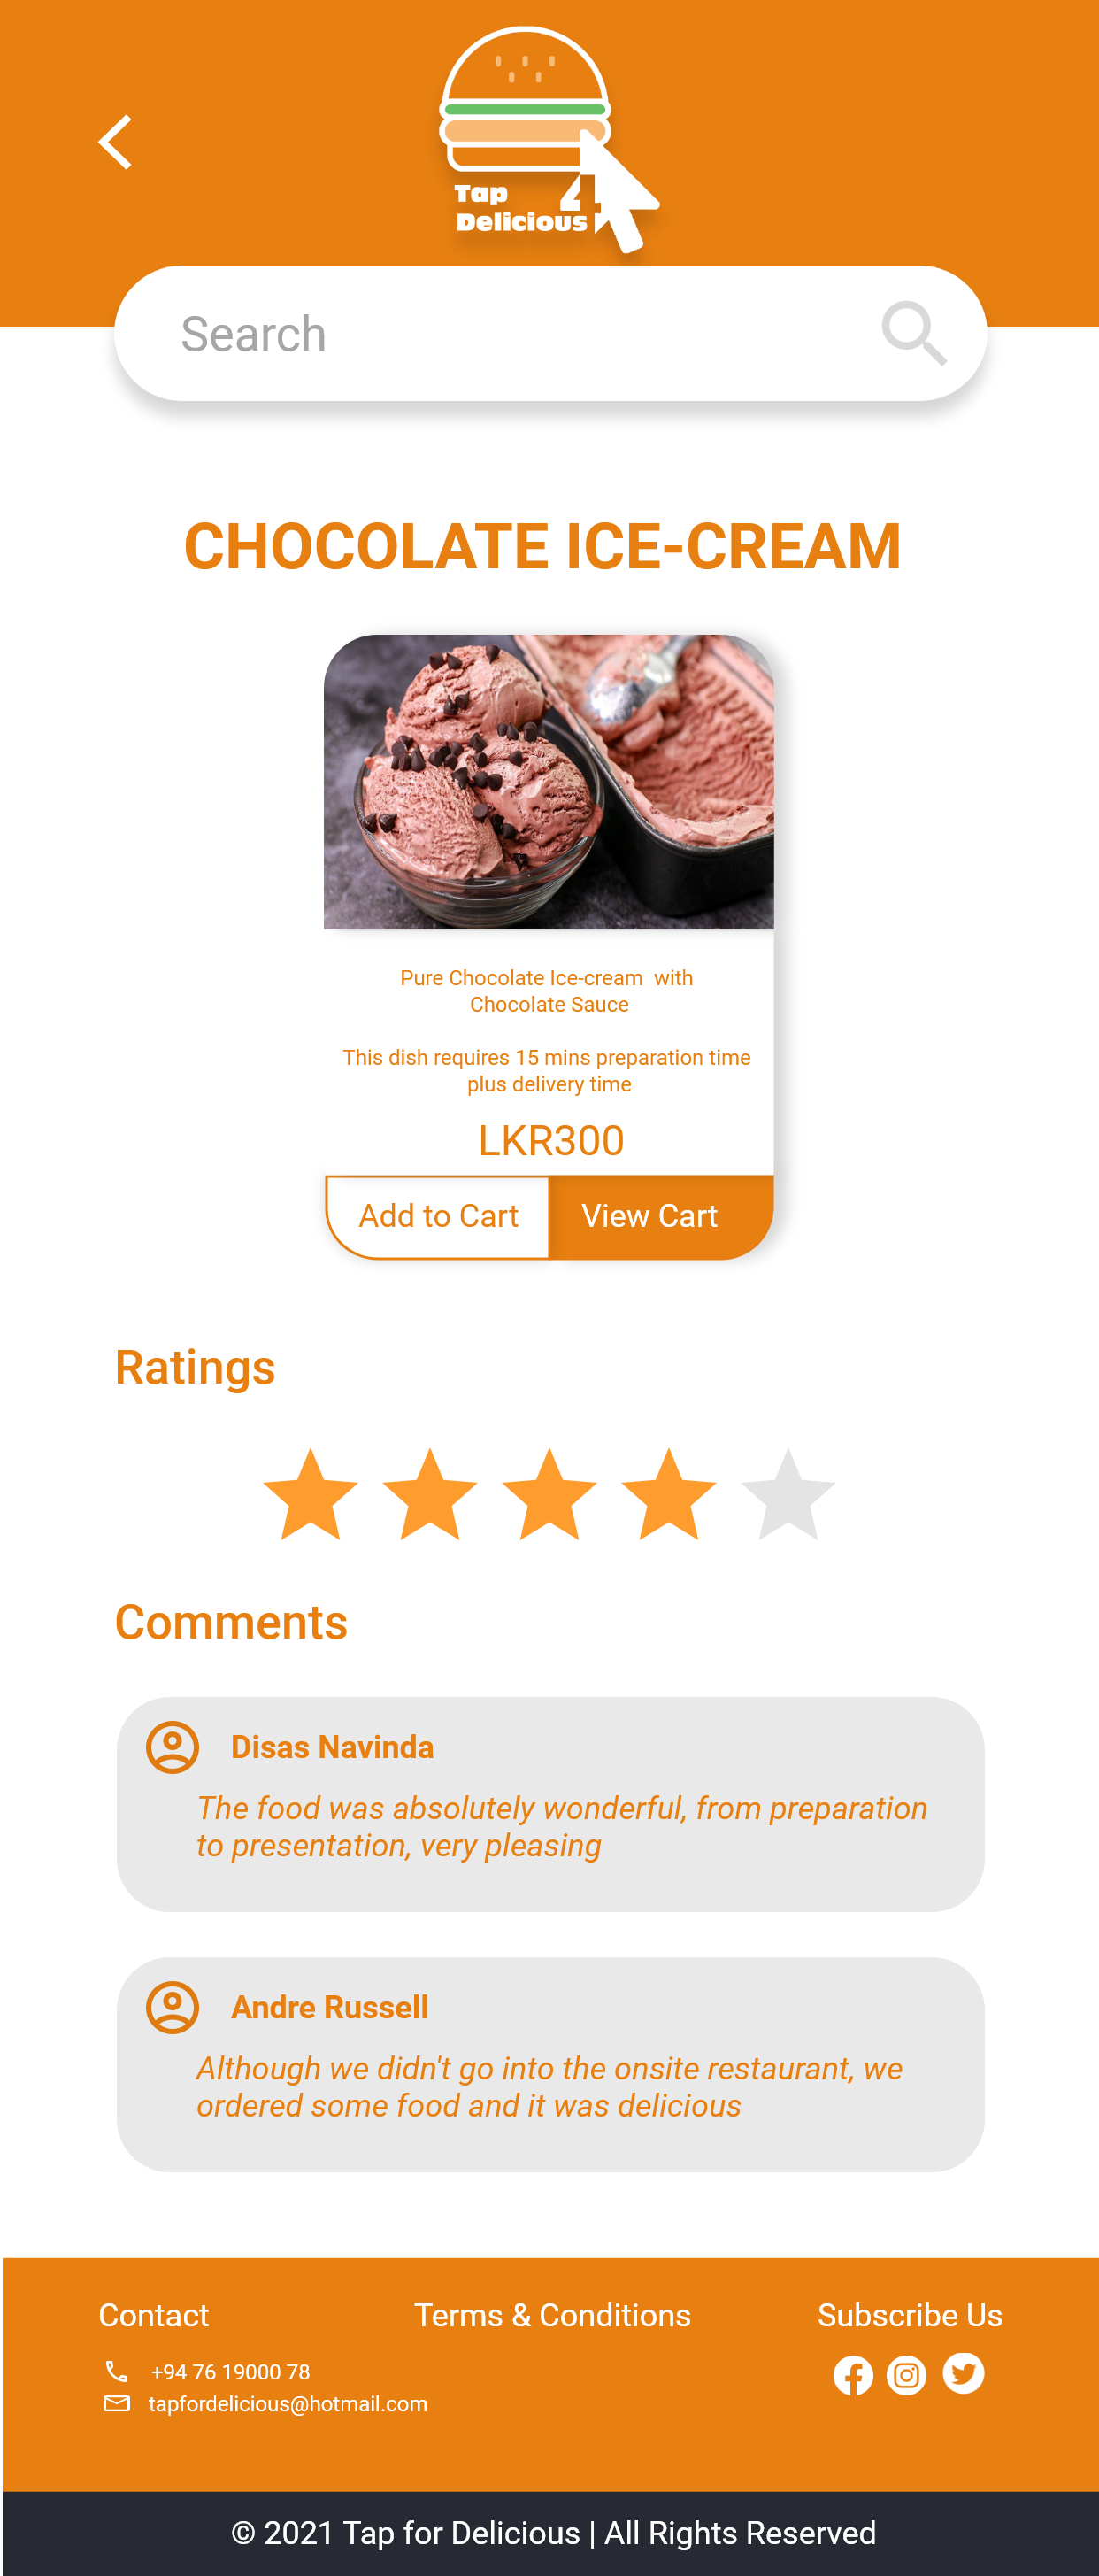 Tap 4
Delicious
Search
CHOCOLATE ICE-CREAM
Pure Chocolate Ice-cream with
Chocolate Sauce
This dish requires 15 mins preparation time
plus delivery time
LKR300
Add to Cart View Cart
Ratings
Comments
Disas Navinda
The food was absolutely wonderful, from preparation
to presentation, very pleasing
Andre Russell
Although we didn't go into the onsite restaurant, we
ordered some food and it was delicious
Contact Terms & Conditions Subscribe Us
+94 76 19000 78
tapfordelicious@hotmail.com
© 2021 Tap for Delicious | All Rights Reserved